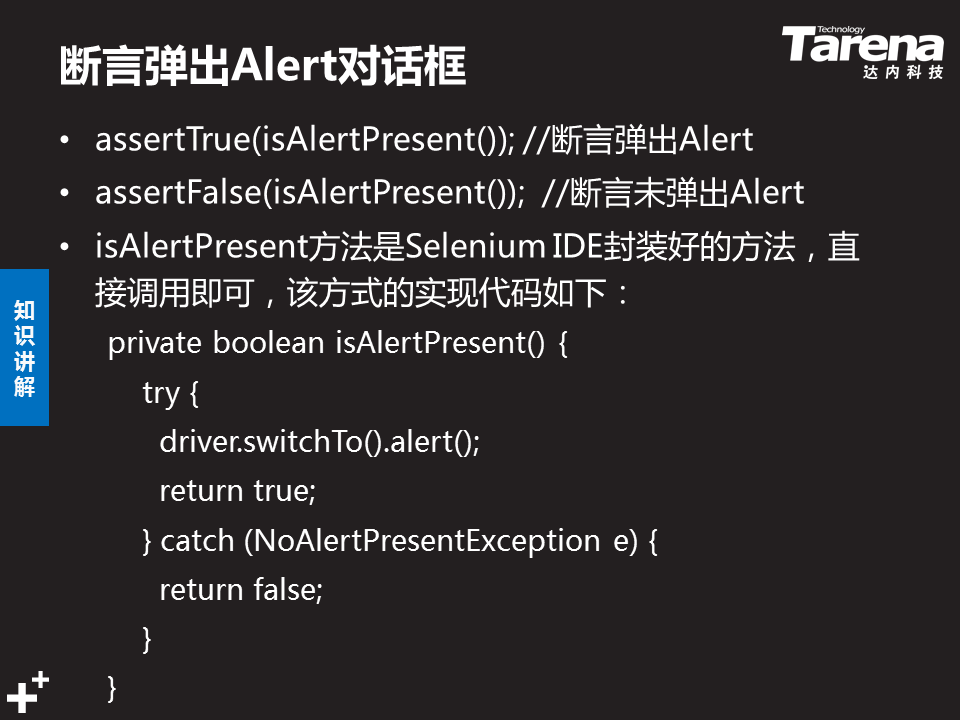 断言弹出Alert对话框
Technology
Tarena
达内科技
• assertTrue(isAlertPresent()); //断言弹出Alert
• assertFalse(isAlertPresent());  //断言未弹出Alert
• isAlertPresent方法是Selenium IDE封装好的方法，直
接调用即可，该方式的实现代码如下：
知识讲解
private boolean isAlertPresent() {
try {
driver.switchTo().alert();
return true;
} catch (NoAlertPresentException e) {
return false;
}
}